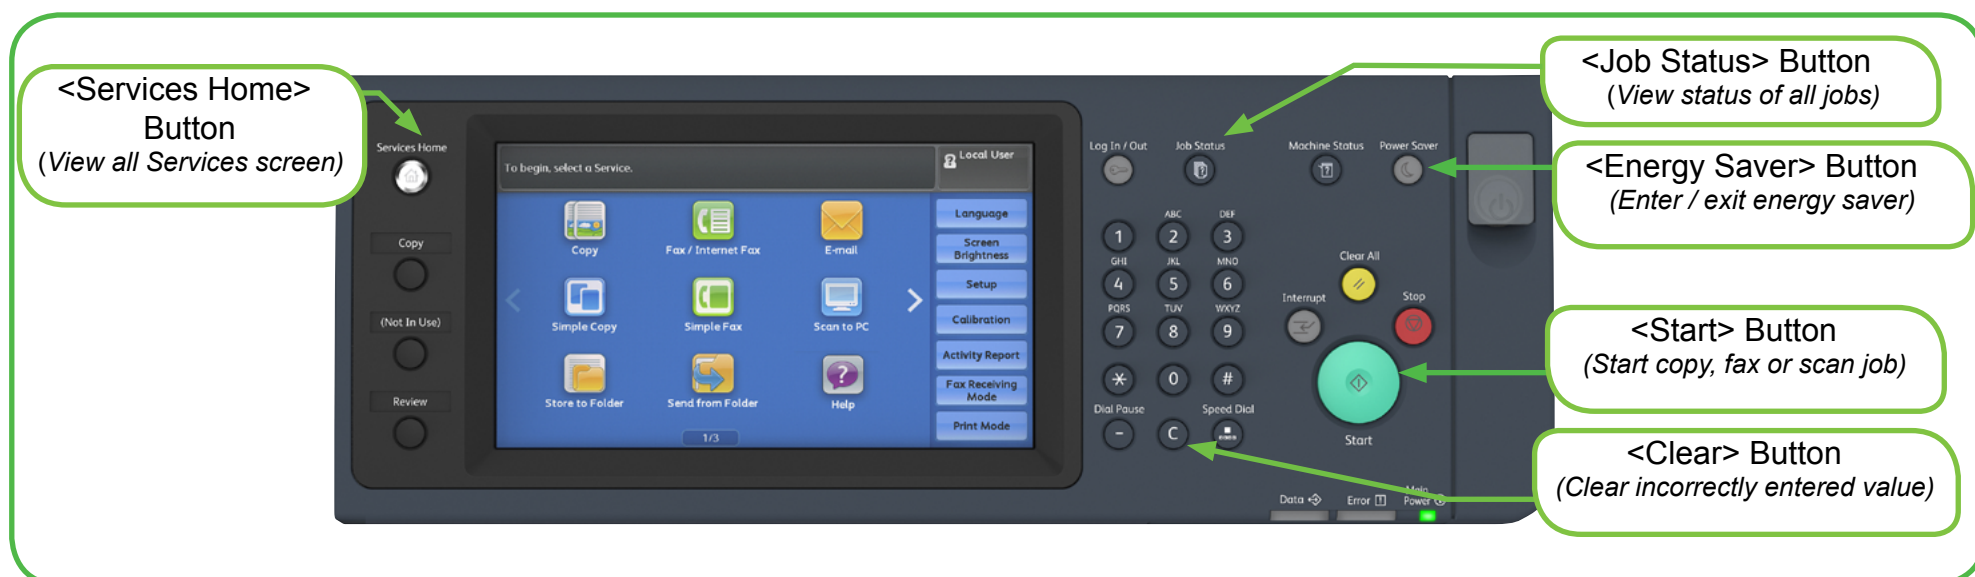 <Services Home>
Button
(View all Services screen)
<Job Status> Button
(View status of all jobs)
<Energy Saver> Button
(Enter / exit energy saver)
<Start> Button
(Start copy, fax or scan job)
<Clear> Button
(Clear incorrectly entered value)
Services Home
Copy
(Not In Use)
Review
To begin, select a Service.
Local User
Copy
Fax / Internet Fax
E-mail
Simple Copy
Simple Fax
Scan to PC
Store to Folder
Send from Folder
Help
1/3
Language
Screen
Brightness
Setup
Calibration
Activity Report
Fax Receiving
Mode
Print Mode
Log In / Out
Job Status
Machine Status
Power Saver
ABC DEF
1 2 3
GHI JKL MNO
4 5 6
PQRS TUV WXYZ
7 8 9
* 0 #
Dial Pause
Speed Dial
- C
Clear All
Interrupt
Stop
Start
Data
Error
Main
Power